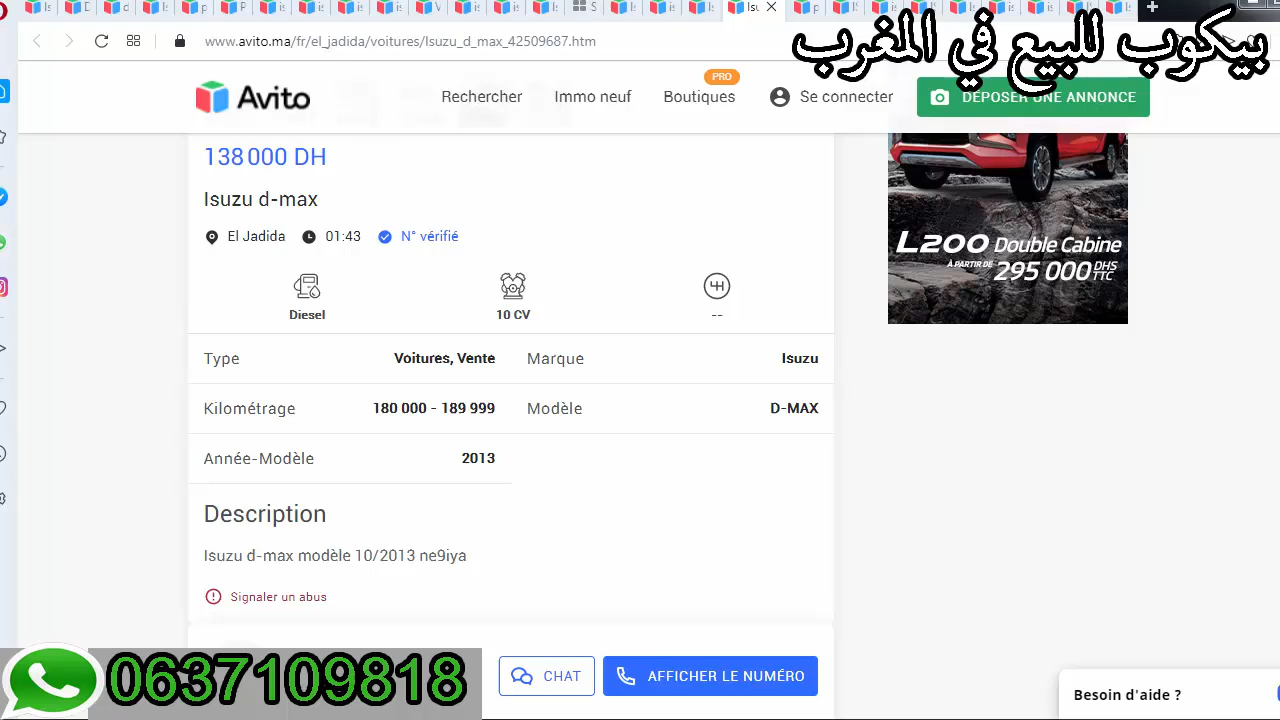 www.avito.ma/fr/el_jadida/voitures/Isuzu_d_max_42509687.htm
بيكوب للبيع في المغرب
Avito
Rechercher
Immo neuf
PRO
Boutiques
Se connecter
DÉPOSER UNE ANNONCE
138 000 DH
Isuzu d-max
El Jadida 01:43 N° vérifié
Diesel
10 CV
--
Type Voitures, Vente
Marque Isuzu
Kilométrage 180 000 - 189 999
Modèle D-MAX
Année-Modèle 2013
Description
Isuzu d-max modèle 10/2013 ne9iya
Signaler un abus
L200 Double Cabine
À PARTIR DE 295 000 DHS TTC
0637109818
CHAT
AFFICHER LE NUMÉRO
Besoin d'aide ?